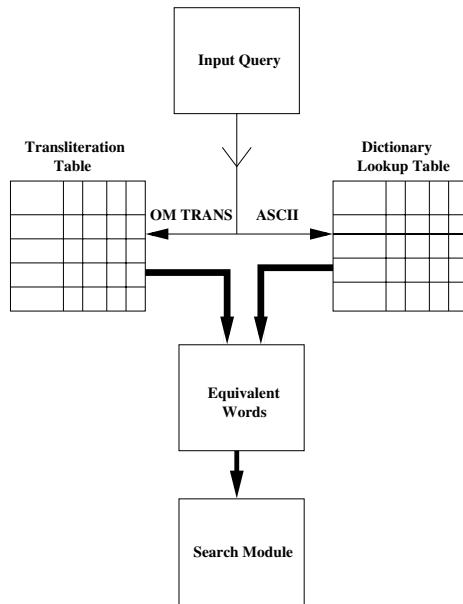 Input Query
Transliteration
Table
Dictionary
Lookup Table
OM TRANS
ASCII
Equivalent
Words
Search Module